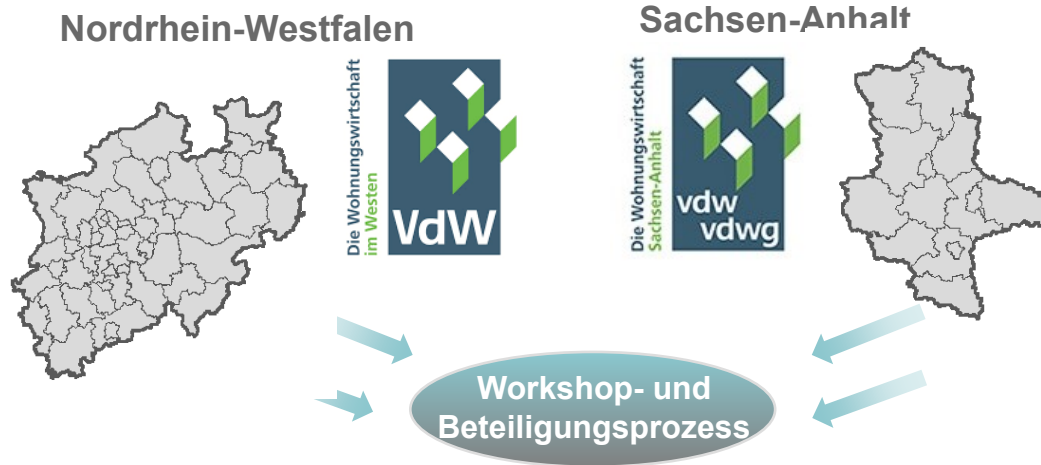 Nordrhein-Westfalen
Sachsen-Anhalt
Die Wohnungswirtschaft
im Westen
VdW
Die Wohnungswirtschaft
Sachsen-Anhalt
vdw
vdwg
Workshop- und
Beteiligungsprozess